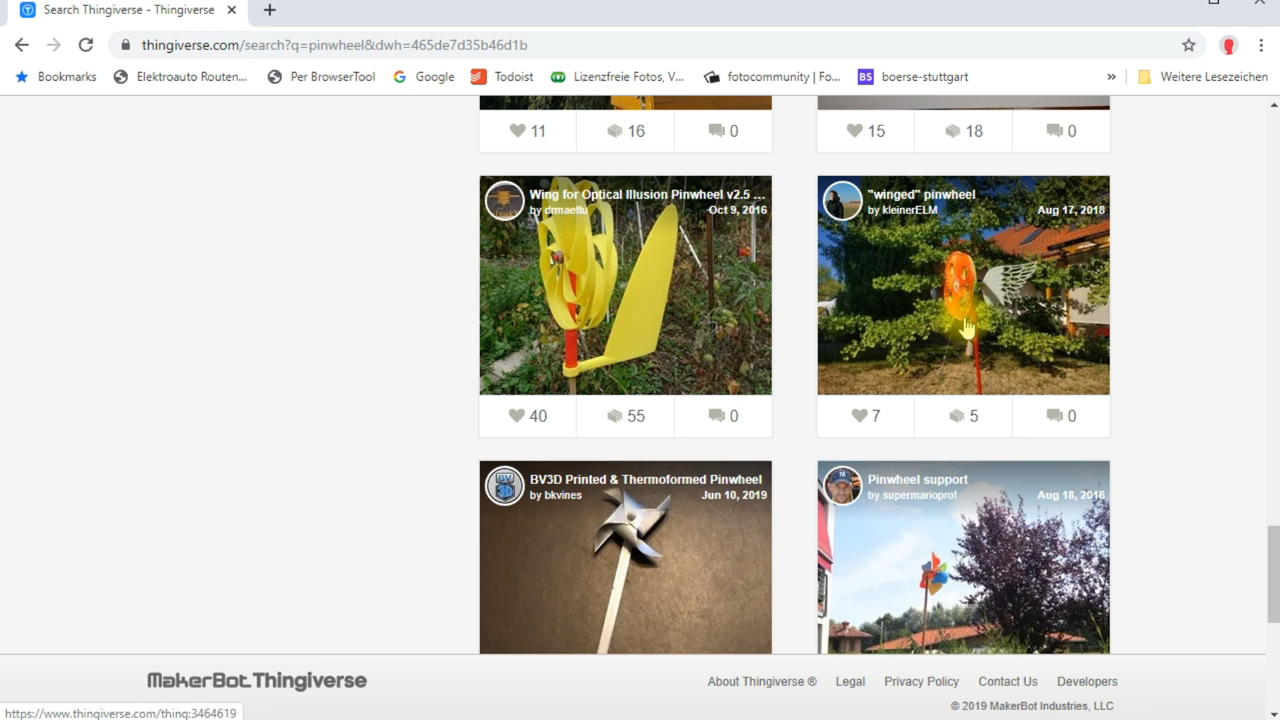 Search Thingiverse - Thingiverse
thingiverse.com/search?q=pinwheel&dwh=465de7d35b46d1b
Bookmarks
Elektroauto Routen...
Per BrowserTool
Google
Todoist
Lizenzfreie Fotos, V...
fotocommunity | Fo...
BS
boerse-stuttgart
»
Weitere Lesezeichen
11
16
0
15
18
0
Wing for Optical Illusion Pinwheel v2.5 ...
by drmaetu
Oct 9, 2016
"winged" pinwheel
by kleinerELM
Aug 17, 2018
40
55
0
7
5
0
BV3D Printed & Thermoformed Pinwheel
by bkvines
Jun 10, 2019
Pinwheel support
by supermarioprof
Aug 18, 2016
MakerBot.Thingiverse
About Thingiverse ®
Legal
Privacy Policy
Contact Us
Developers
© 2019 MakerBot Industries, LLC
https://www.thingiverse.com/thing:3464619